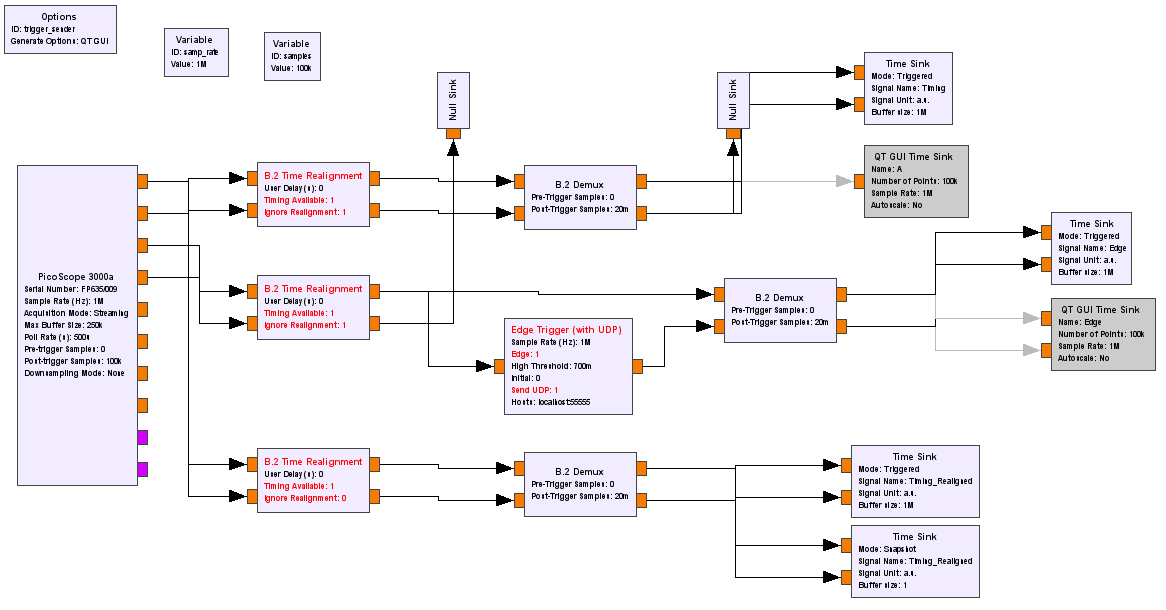 Options
ID: trigger_sender
Generate Options: QT GUI
Variable
ID: samp_rate
Value: 1M
Variable
ID: samples
Value: 100k
Null Sink
Null Sink
Time Sink
Mode: Triggered
Signal Name: Timing
Signal Unit: a.u.
Buffer size: 1M
QT GUI Time Sink
Name: A
Number of Points: 100k
Sample Rate: 1M
Autoscale: No
B.2 Time Realignment
User Delay(s): 0
Timing Available: 1
Ignore Realignment: 1
B.2 Demux
Pre-Trigger Samples: 0
Post-Trigger Samples: 20m
Time Sink
Mode: Triggered
Signal Name: Edge
Signal Unit: a.u.
Buffer size: 1M
PicoScope 3000a
Serial Number: FP635/009
Sample Rate (Hz): 1M
Acquisition Mode: Streaming
Max Buffer Size: 250k
Poll Rate (s): 500u
Pre-trigger Samples: 0
Post-trigger Samples: 100k
Downsampling Mode: None
B.2 Time Realignment
User Delay(s): 0
Timing Available: 1
Ignore Realignment: 1
B.2 Demux
Pre-Trigger Samples: 0
Post-Trigger Samples: 20m
QT GUI Time Sink
Name: Edge
Number of Points: 100k
Sample Rate: 1M
Autoscale: No
Edge Trigger (with UDP)
Sample Rate (Hz): 1M
Edge: 1
High Threshold: 700m
Initial: 0
Send UDP: 1
Hosts: localhost:55555
B.2 Time Realignment
User Delay(s): 0
Timing Available: 1
Ignore Realignment: 0
B.2 Demux
Pre-Trigger Samples: 0
Post-Trigger Samples: 20m
Time Sink
Mode: Triggered
Signal Name: Timing_Realigned
Signal Unit: a.u.
Buffer size: 1M
Time Sink
Mode: Snapshot
Signal Name: Timing_Realigned
Signal Unit: a.u.
Buffer size: 1